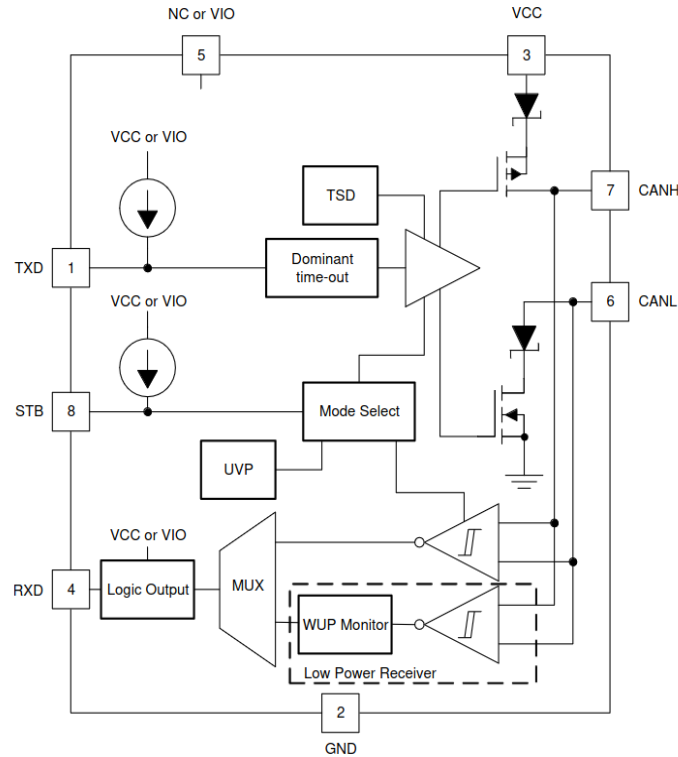 NC or VIO
VCC
5
3
VCC or VIO
TSD
7
CANH
TXD
1
Dominant
time-out
VCC or VIO
6
CANL
STB
8
Mode Select
UVP
VCC or VIO
RXD
4
Logic Output
MUX
WUP Monitor
Low Power Receiver
2
GND